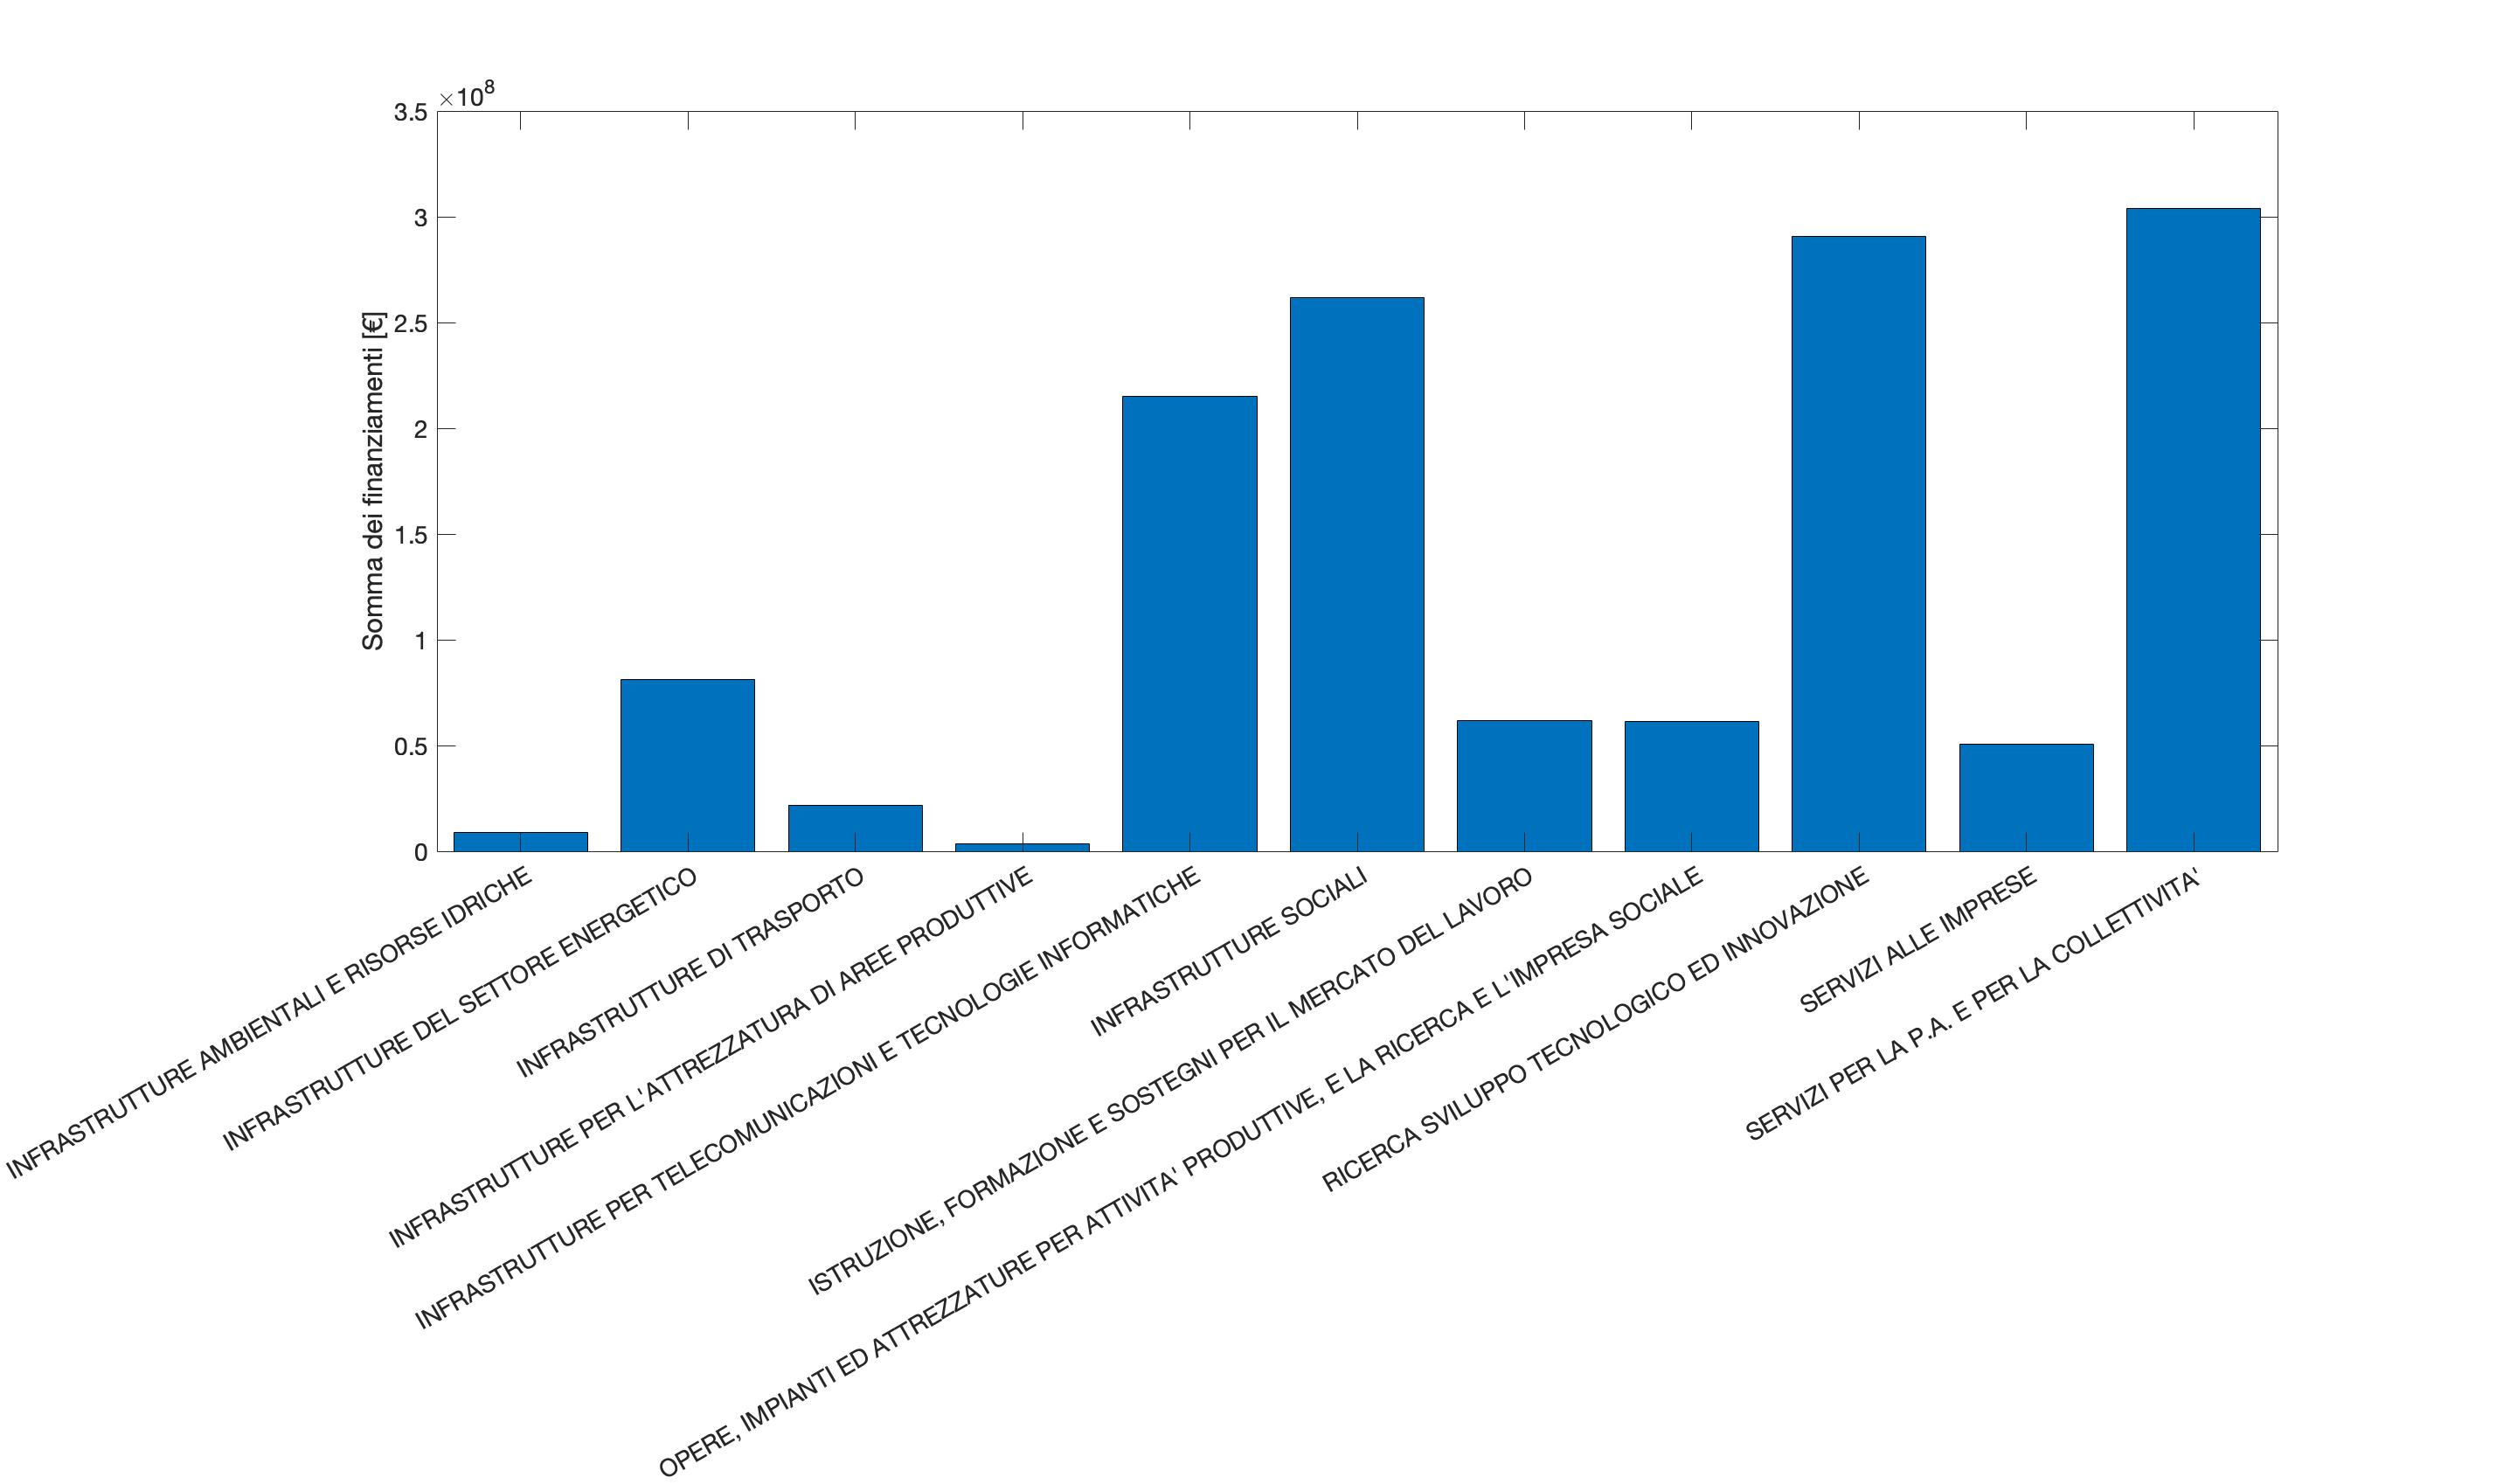 ×10⁸
3.5
3
2.5
2
1.5
1
0.5
0
Somma dei finanziamenti [€]
INFRASTRUTTURE AMBIENTALI E RISORSE IDRICHE
INFRASTRUTTURE DEL SETTORE ENERGETICO
INFRASTRUTTURE DI TRASPORTO
INFRASTRUTTURE PER L'ATTREZZATURA DI AREE PRODUTTIVE
INFRASTRUTTURE PER TELECOMUNICAZIONI E TECNOLOGIE INFORMATICHE
INFRASTRUTTURE SOCIALI
ISTRUZIONE, FORMAZIONE E SOSTEGNI PER IL MERCATO DEL LAVORO
OPERE, IMPIANTI ED ATTREZZATURE PER ATTIVITA' PRODUTTIVE, E LA RICERCA E L'IMPRESA SOCIALE
RICERCA SVILUPPO TECNOLOGICO ED INNOVAZIONE
SERVIZI ALLE IMPRESE
SERVIZI PER LA P.A. E PER LA COLLETTIVITA'